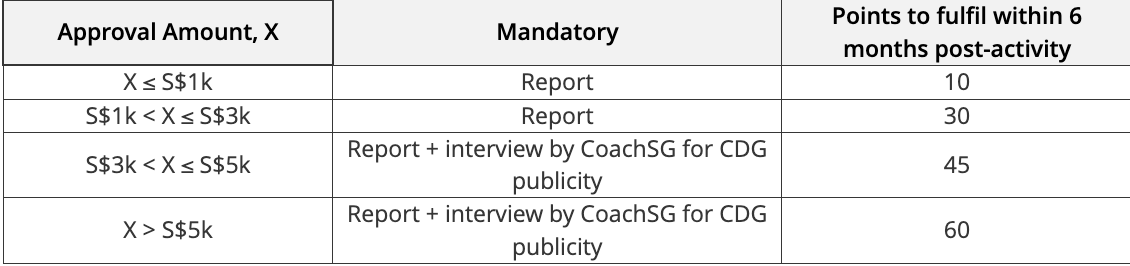 Approval Amount, X
Mandatory
Points to fulfil within 6
months post-activity
X ≤ S$1k
Report
10
S$1k < X ≤ S$3k
Report
30
S$3k < X ≤ S$5k
Report + interview by CoachSG for CDG
publicity
45
X > S$5k
Report + interview by CoachSG for CDG
publicity
60